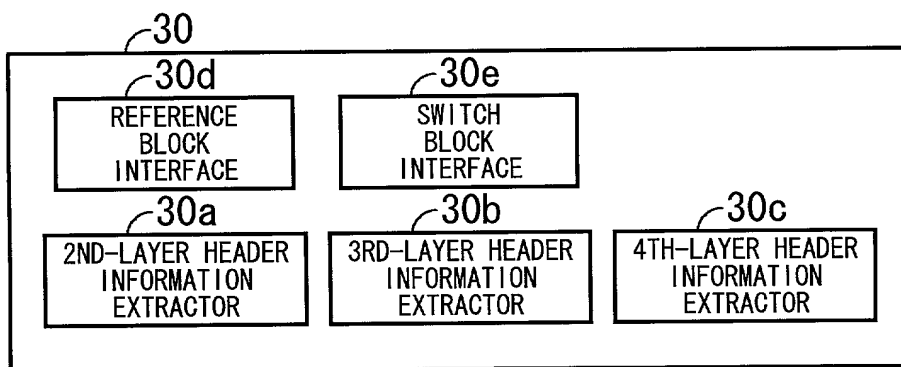 30
30d
REFERENCE
BLOCK
INTERFACE
30e
SWITCH
BLOCK
INTERFACE
30a
2ND-LAYER HEADER
INFORMATION
EXTRACTOR
30b
3RD-LAYER HEADER
INFORMATION
EXTRACTOR
30c
4TH-LAYER HEADER
INFORMATION
EXTRACTOR